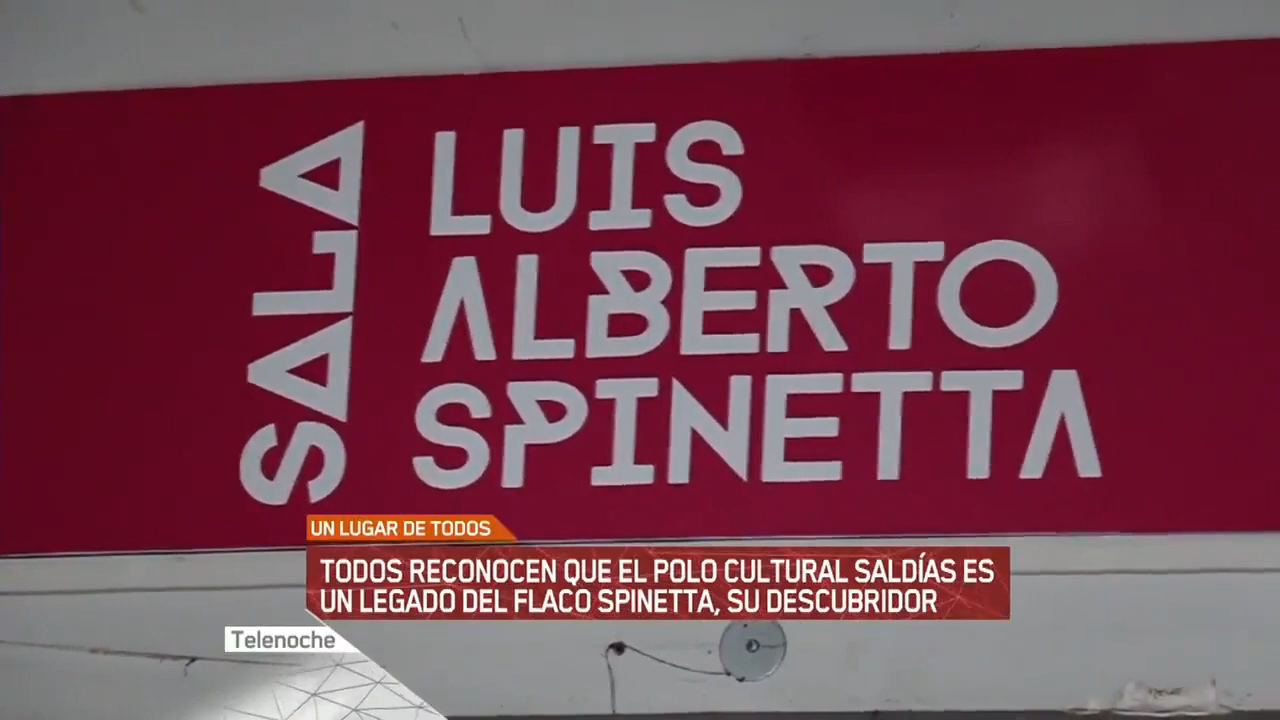 SALA
LUIS
ALBERTO
SPINETTA
UN LUGAR DE TODOS
TODOS RECONOCEN QUE EL POLO CULTURAL SALDÍAS ES
UN LEGADO DEL FLACO SPINETTA, SU DESCUBRIDOR
Telenoche